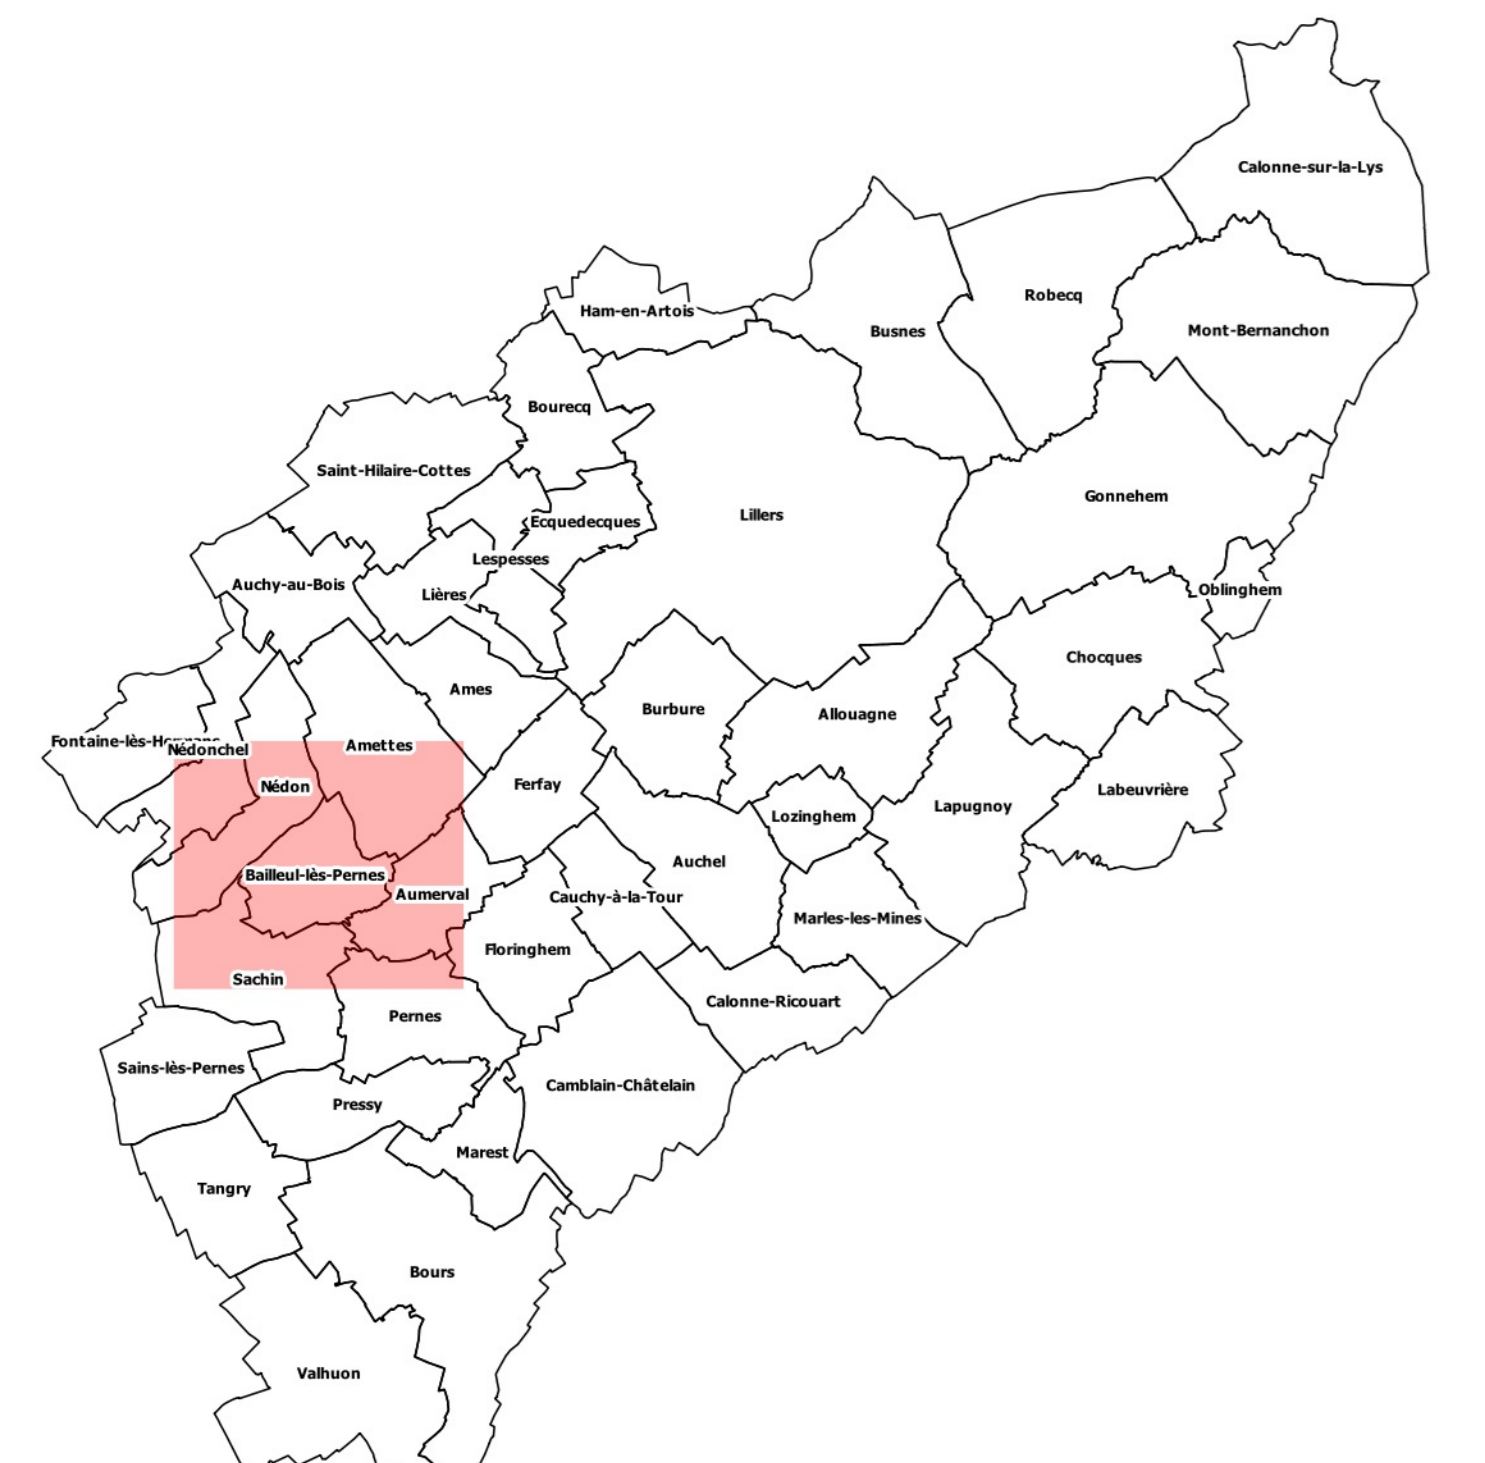 Calonne-sur-la-Lys
Robecq
Ham-en-Artois
Busnes
Mont-Bernanchon
Bourecq
Saint-Hilaire-Cottes
Gonnehem
Lillers
Ecquedecques
Lespesses
Auchy-au-Bois
Lières
Oblinghem
Chocques
Ames
Burbure
Allouagne
Fontaine-lès-Hermans
Nédonchel
Amettes
Nédon
Ferfay
Labeuvrière
Lapugnoy
Lozinghem
Auchel
Bailleul-lès-Pernes
Aumerval
Cauchy-à-la-Tour
Marles-les-Mines
Floringhem
Sachin
Calonne-Ricouart
Pernes
Sains-lès-Pernes
Camblain-Châtelain
Pressy
Marest
Tangry
Bours
Valhuon